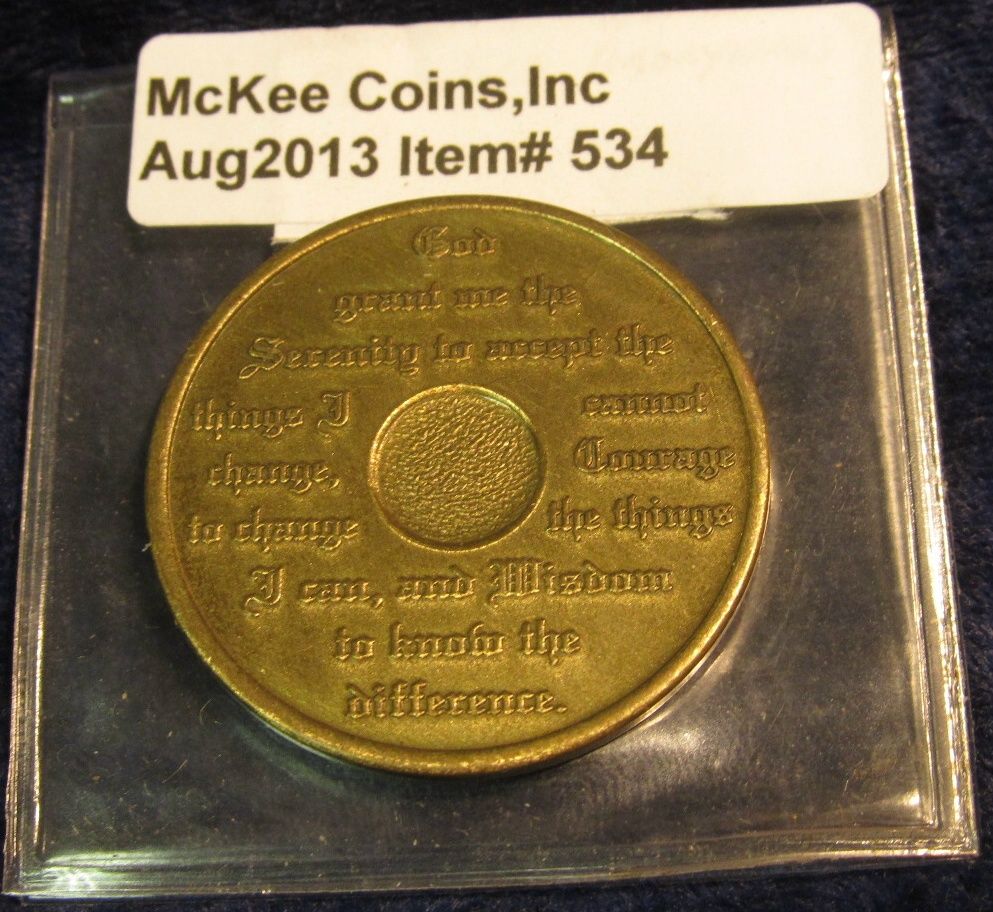 McKee Coins,Inc
Aug2013 Item# 534
God
grant me the
Serenity to accept the
things I cannot
change, Courage
to change the things
I can, and Wisdom
to know the
difference.